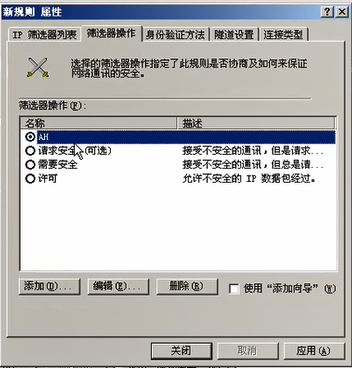 新规则 属性
IP 筛选器列表 筛选器操作 身份验证方法 隧道设置 连接类型
选择的筛选器操作指定了此规则是否协商及如何来保证
网络通讯的安全。
筛选器操作(F):
名称 描述
AH
请求安全 (可选) 接受不安全的通讯,但是请求...
需要安全 接受不安全的通讯,但总是请...
许可 允许不安全的 IP 数据包经过。
添加(D)... 编辑(E)... 删除(R) 使用“添加向导”(W)
关闭 取消 应用(A)